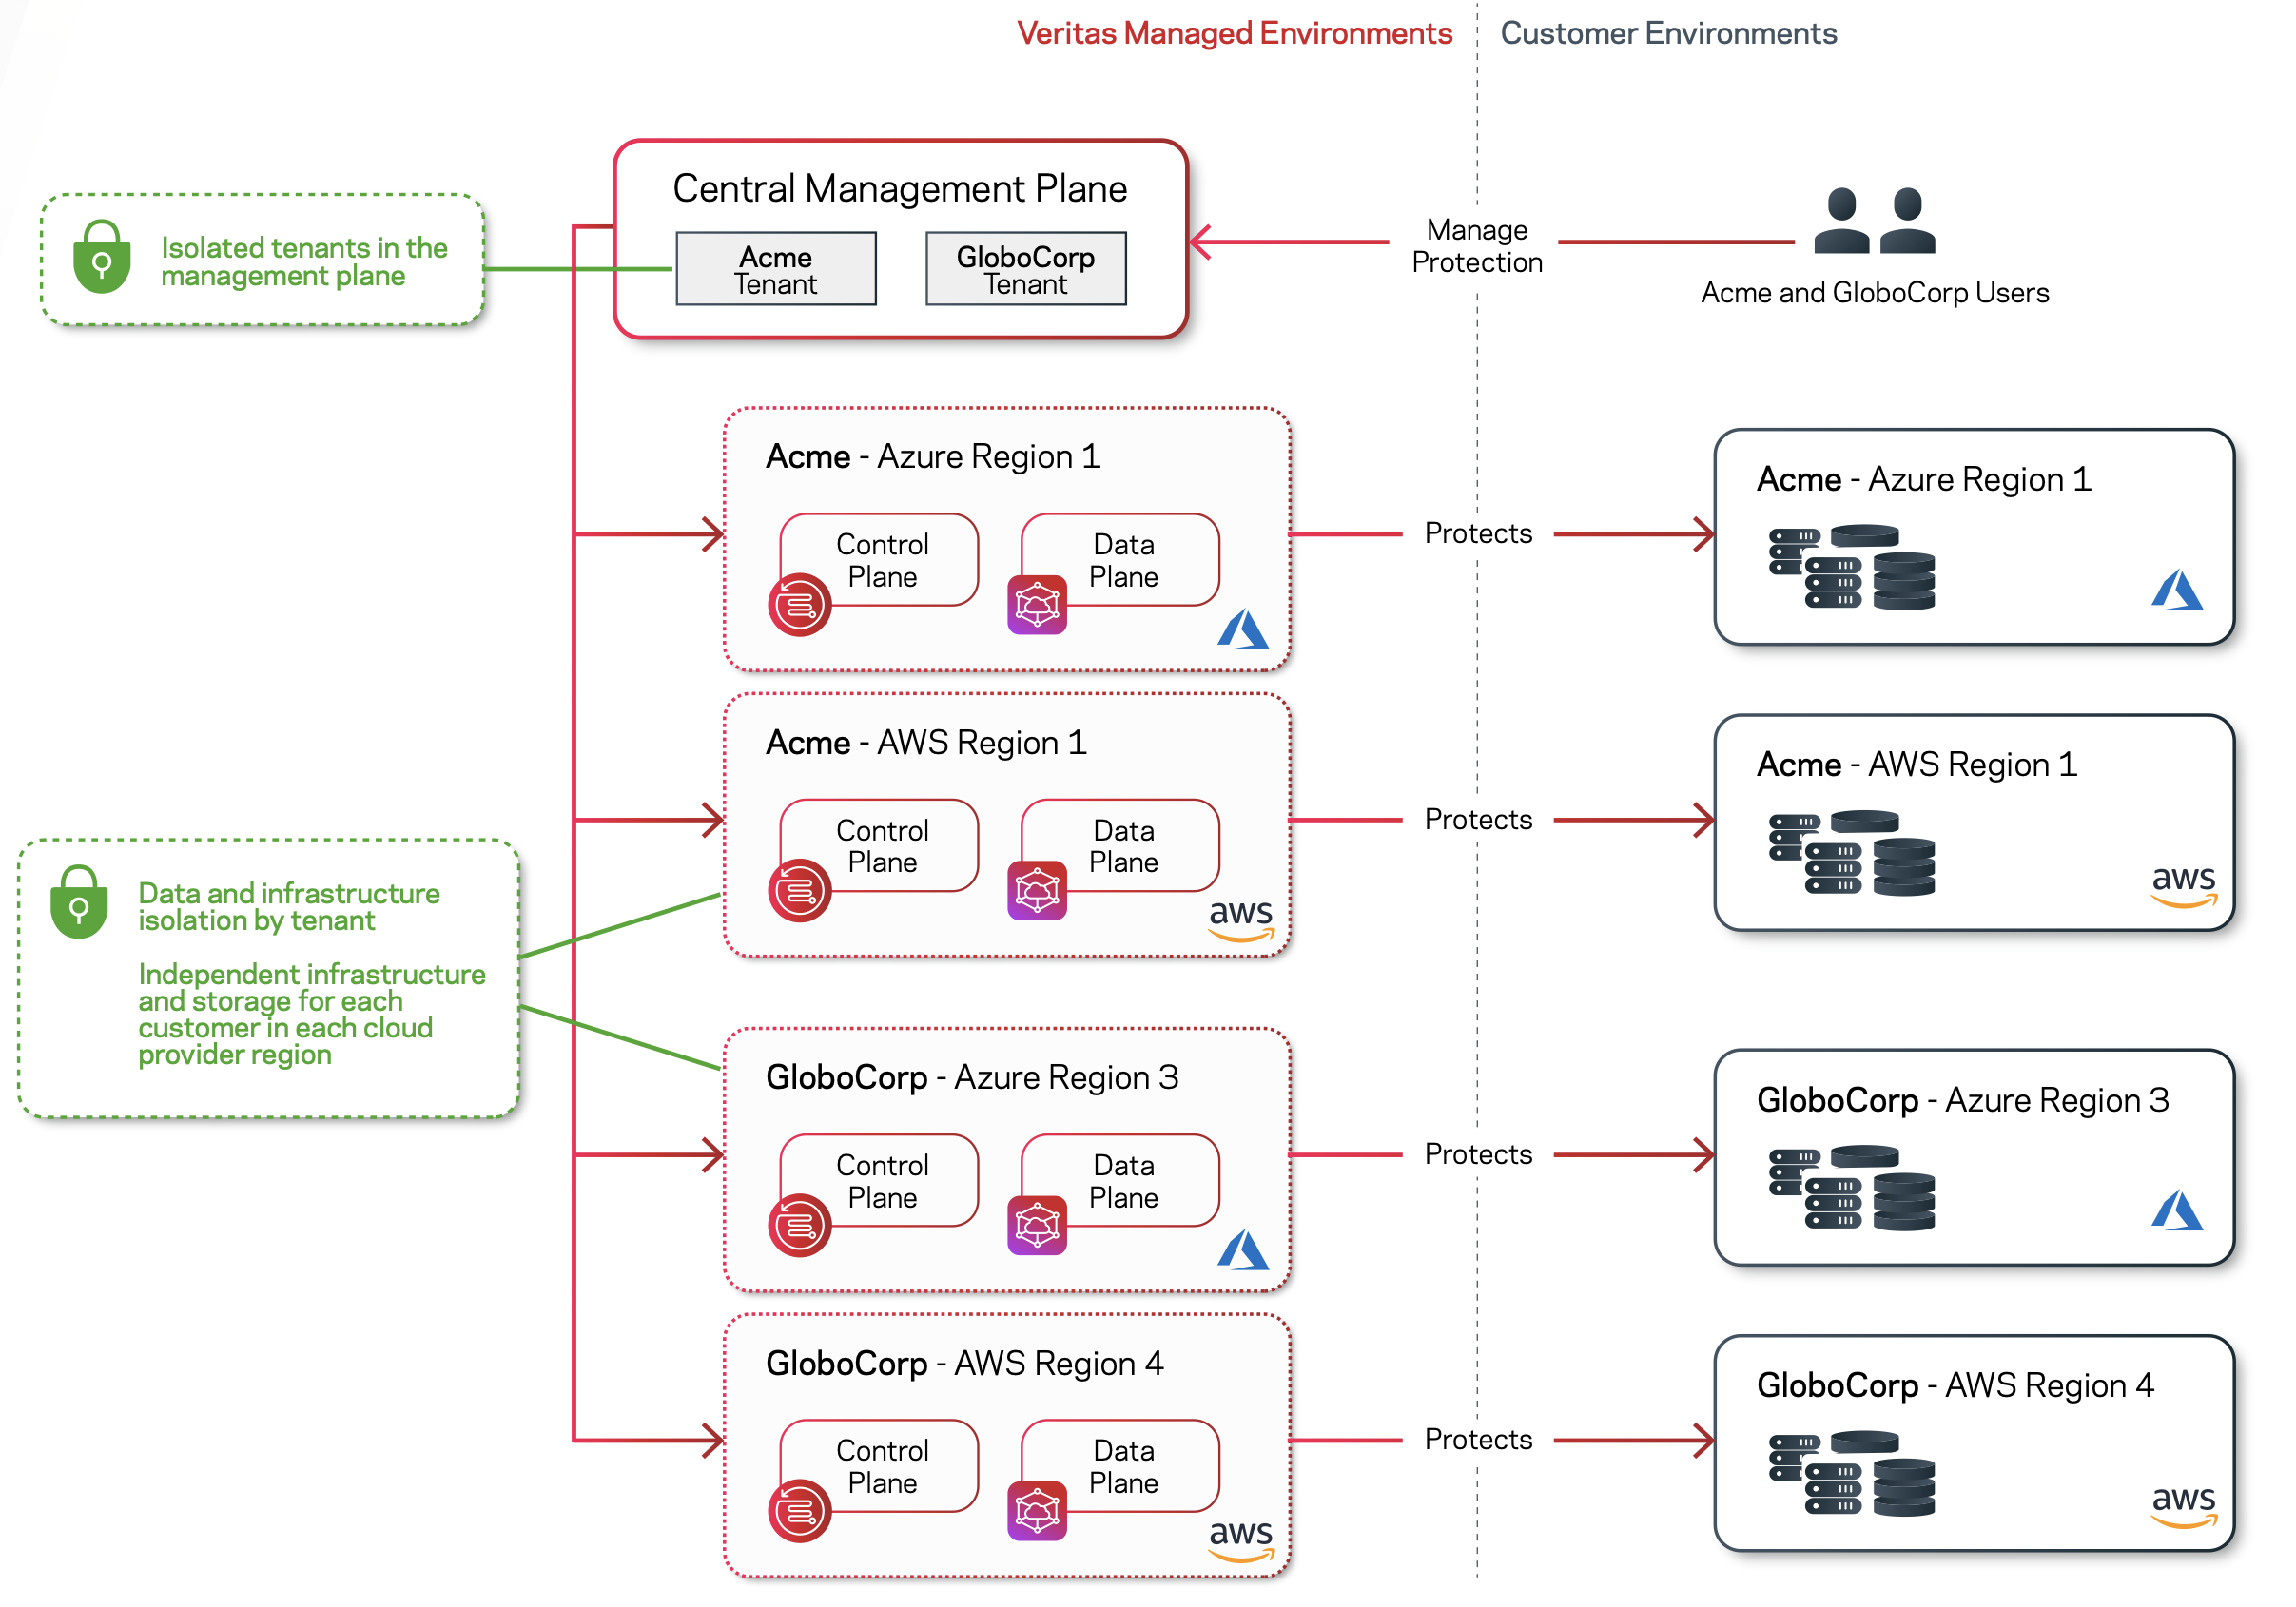 Veritas Managed Environments
Customer Environments
Central Management Plane
Acme
Tenant
GloboCorp
Tenant
Isolated tenants in the
management plane
Manage
Protection
Acme and GloboCorp Users
Acme - Azure Region 1
Control
Plane
Data
Plane
Protects
Acme - Azure Region 1
Acme - AWS Region 1
Control
Plane
Data
Plane
aws
Protects
Acme - AWS Region 1
aws
Data and infrastructure
isolation by tenant
Independent infrastructure
and storage for each
customer in each cloud
provider region
GloboCorp - Azure Region 3
Control
Plane
Data
Plane
Protects
GloboCorp - Azure Region 3
GloboCorp - AWS Region 4
Control
Plane
Data
Plane
aws
Protects
GloboCorp - AWS Region 4
aws